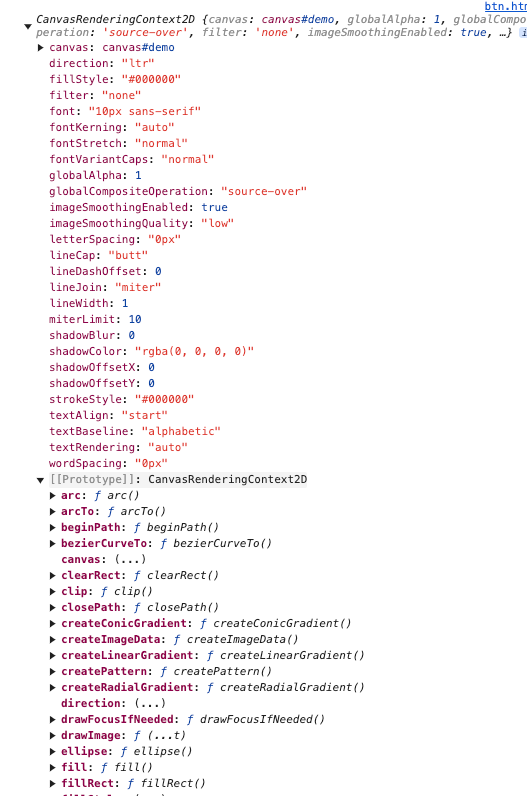 btn.htm
CanvasRenderingContext2D {canvas: canvas#demo, globalAlpha: 1, globalCompo
peration: 'source-over', filter: 'none', imageSmoothingEnabled: true, …} i
canvas: canvas#demo
direction: "ltr"
fillStyle: "#000000"
filter: "none"
font: "10px sans-serif"
fontKerning: "auto"
fontStretch: "normal"
fontVariantCaps: "normal"
globalAlpha: 1
globalCompositeOperation: "source-over"
imageSmoothingEnabled: true
imageSmoothingQuality: "low"
letterSpacing: "0px"
lineCap: "butt"
lineDashOffset: 0
lineJoin: "miter"
lineWidth: 1
miterLimit: 10
shadowBlur: 0
shadowColor: "rgba(0, 0, 0, 0)"
shadowOffsetX: 0
shadowOffsetY: 0
strokeStyle: "#000000"
textAlign: "start"
textBaseline: "alphabetic"
textRendering: "auto"
wordSpacing: "0px"
[[Prototype]]: CanvasRenderingContext2D
arc: ƒ arc()
arcTo: ƒ arcTo()
beginPath: ƒ beginPath()
bezierCurveTo: ƒ bezierCurveTo()
canvas: (...)
clearRect: ƒ clearRect()
clip: ƒ clip()
closePath: ƒ closePath()
createConicGradient: ƒ createConicGradient()
createImageData: ƒ createImageData()
createLinearGradient: ƒ createLinearGradient()
createPattern: ƒ createPattern()
createRadialGradient: ƒ createRadialGradient()
direction: (...)
drawFocusIfNeeded: ƒ drawFocusIfNeeded()
drawImage: ƒ (...t)
ellipse: ƒ ellipse()
fill: ƒ fill()
fillRect: ƒ fillRect()